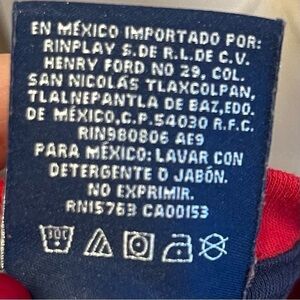 EN MÉXICO IMPORTADO POR:
RINPLAY S.DE R.L.DE C.V.
HENRY FORD NO 29, COL.
SAN NICOLÁS TLAXCOLPAN,
TLALNEPANTLA DE BAZ,EDO.
DE MÉXICO,C.P.54030 R.F.C.
RIN980806 AE9
PARA MÉXICO: LAVAR CON
DETERGENTE O JABÓN.
NO EXPRIMIR.
RN15763 CA00153
30C